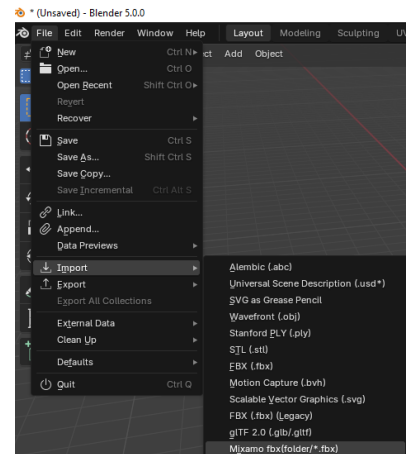 * (Unsaved) - Blender 5.0.0
File Edit Render Window Help Layout Modeling Sculpting
Add Object
New Ctrl N
Open... Ctrl O
Open Recent Shift Ctrl O
Revert
Recover
Save Ctrl S
Save As... Shift Ctrl S
Save Copy...
Save Incremental Ctrl Alt S
Link...
Append...
Data Previews
Import
Export
Export All Collections
External Data
Clean Up
Defaults
Quit Ctrl Q
Alembic (.abc)
Universal Scene Description (.usd*)
SVG as Grease Pencil
Wavefront (.obj)
Stanford PLY (.ply)
STL (.stl)
FBX (.fbx)
Motion Capture (.bvh)
Scalable Vector Graphics (.svg)
FBX (.fbx) (Legacy)
glTF 2.0 (.glb/.gltf)
Mixamo fbx(folder/*.fbx)